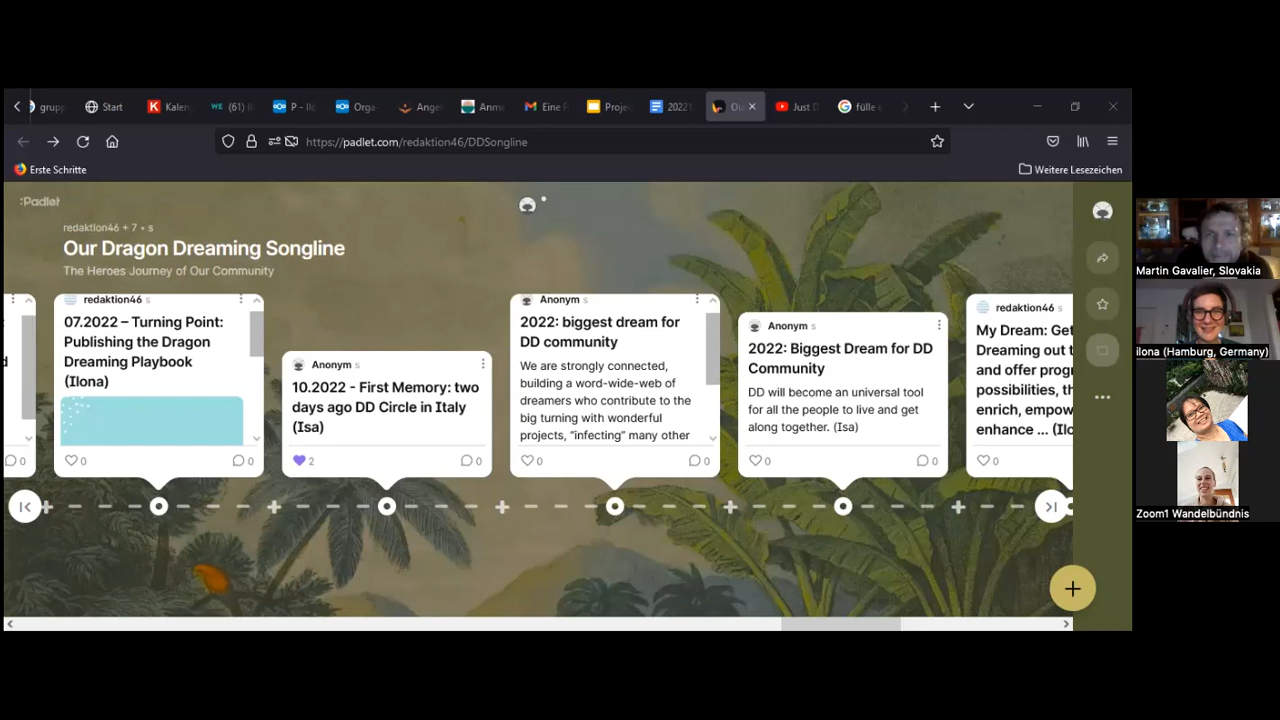 grup
Start
Kalen
(61)
P - Ilo
Orga
Ange
Anme
Eine F
Proje
20221
Ou
Just D
fülle
https://padlet.com/redaktion46/DDSongline
Erste Schritte
Weitere Lesezeichen
:Padlet
redaktion46 + 7 • s
Our Dragon Dreaming Songline
The Heroes Journey of Our Community
redaktion46 s
07.2022 – Turning Point:
Publishing the Dragon
Dreaming Playbook
(Ilona)
0
0
0
Anonym s
10.2022 - First Memory: two
days ago DD Circle in Italy
(Isa)
2
0
Anonym s
2022: biggest dream for
DD community
We are strongly connected,
building a word-wide-web of
dreamers who contribute to the
big turning with wonderful
projects, “infecting” many other
0
0
Anonym s
2022: Biggest Dream for DD
Community
DD will become an universal tool
for all the people to live and get
along together. (Isa)
0
0
redaktion46 s
My Dream: Get
Dreaming out t
and offer progr
possibilities, th
enrich, empow
enhance ... (Ilo
0
Martin Gavalier, Slovakia
ilona (Hamburg, Germany)
Zoom1 Wandelbündnis